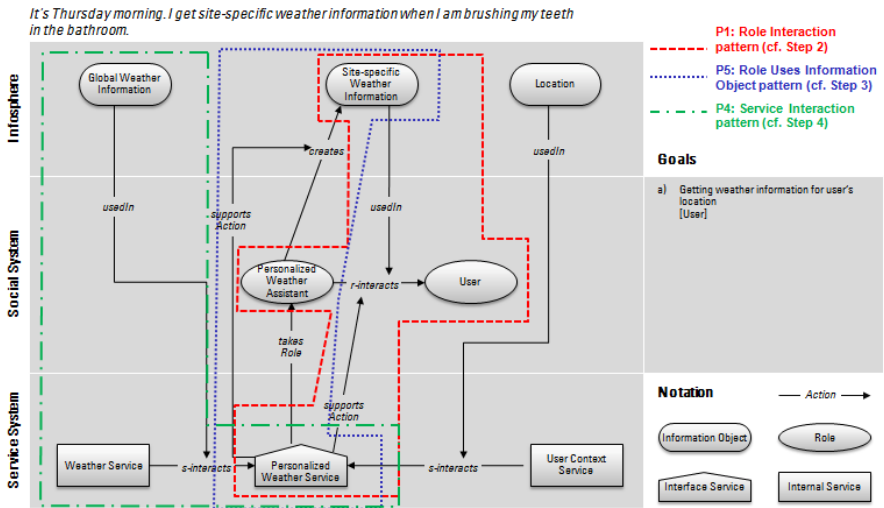 It's Thursday morning. I get site-specific weather information when I am brushing my teeth
in the bathroom.
P1: Role Interaction
pattern (cf. Step 2)
P5: Role Uses Information
Object pattern (cf. Step 3)
P4: Service Interaction
pattern (cf. Step 4)
Infosphere
Global Weather
Information
Site-specific
Weather
Information
Location
creates
usedIn
Goals
a) Getting weather information for user's
location
[User]
Social System
usedIn
supports
Action
usedIn
Personalized
Weather
Assistant
r-interacts
User
takes
Role
supports
Action
Service System
Weather Service
s-interacts
Personalized
Weather Service
s-interacts
User Context
Service
Notation
Action
Information Object
Role
Interface Service
Internal Service